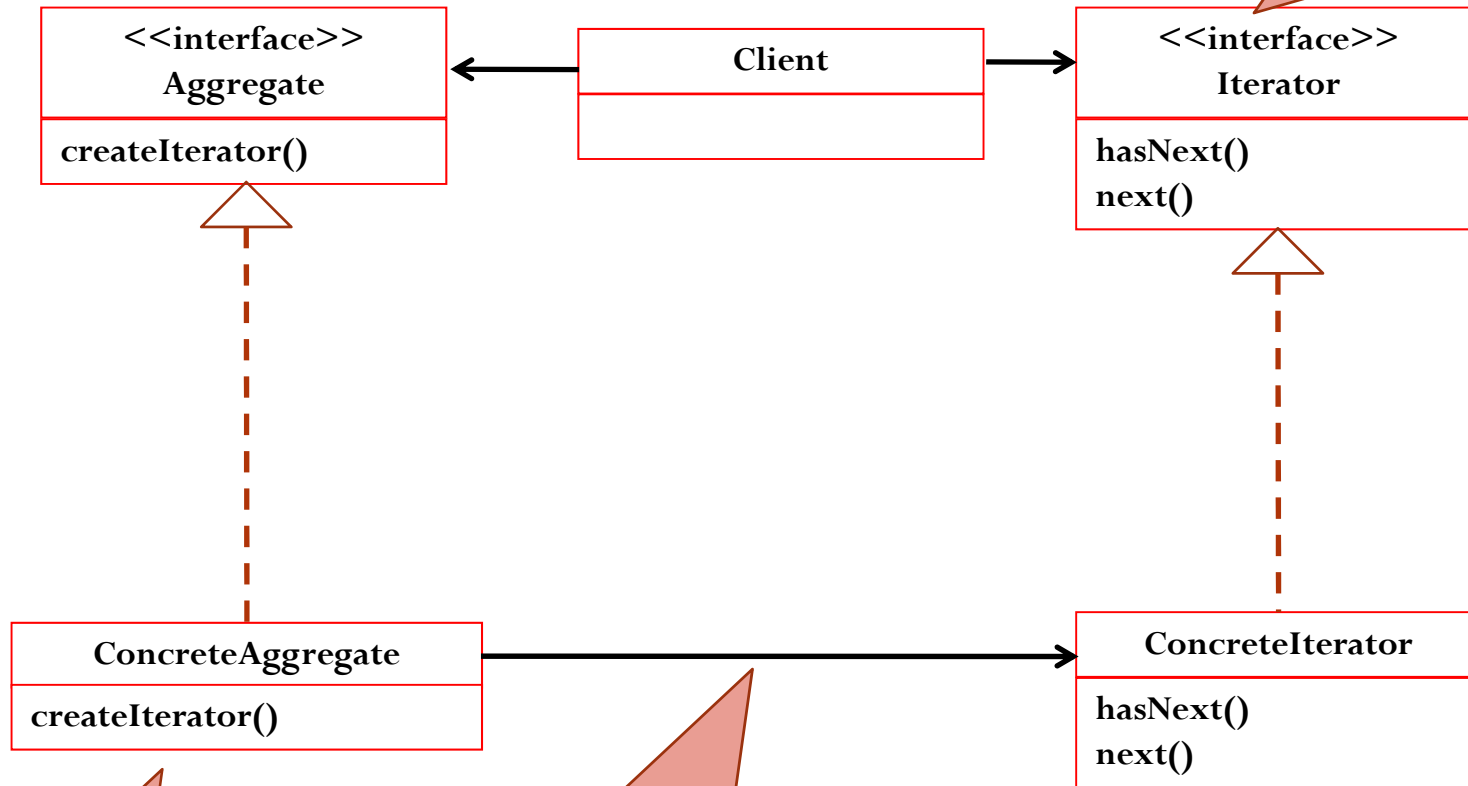 <<interface>>
Aggregate
createIterator()
Client
<<interface>>
Iterator
hasNext()
next()
ConcreteAggregate
createIterator()
ConcreteIterator
hasNext()
next()